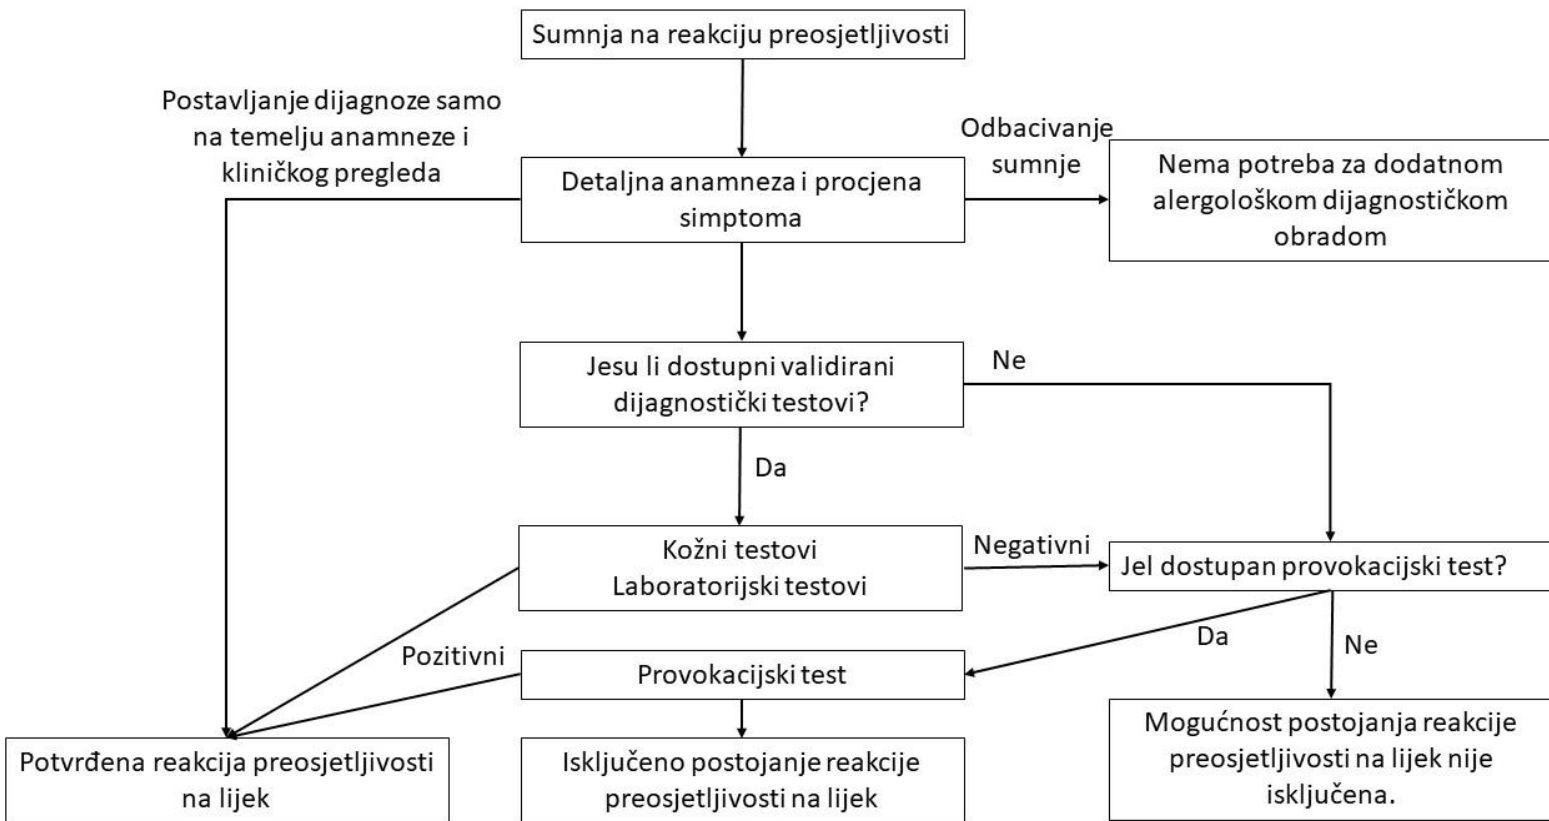 Sumnja na reakciju preosjetljivosti
Postavljanje dijagnoze samo
na temelju anamneze i
kliničkog pregleda
Odbacivanje
sumnje
Detaljna anamneza i procjena
simptoma
Nema potreba za dodatnom
alergološkom dijagnostičkom
obradom
Jesu li dostupni validirani
dijagnostički testovi?
Ne
Da
Kožni testovi
Laboratorijski testovi
Negativni
Jel dostupan provokacijski test?
Da
Ne
Pozitivni
Provokacijski test
Potvrđena reakcija preosjetljivosti
na lijek
Isključeno postojanje reakcije
preosjetljivosti na lijek
Mogućnost postojanja reakcije
preosjetljivosti na lijek nije
isključena.